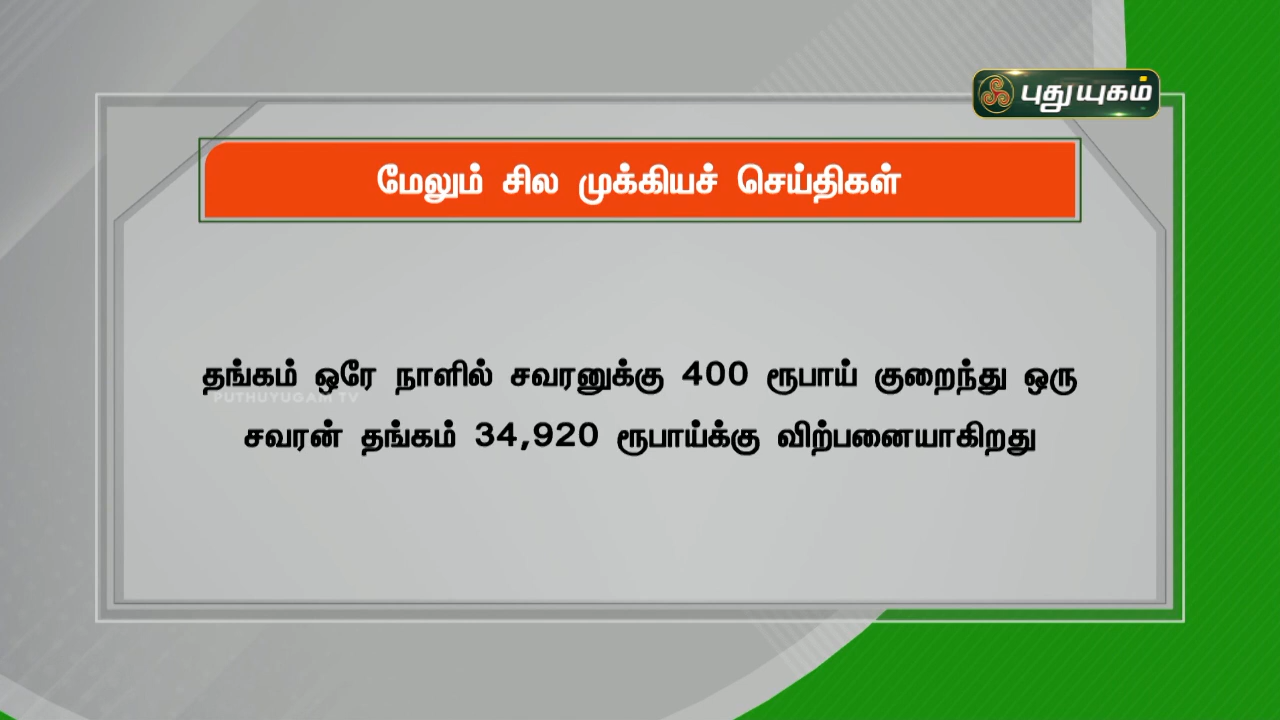 புதுயுகம்
மேலும் சில முக்கியச் செய்திகள்
தங்கம் ஒரே நாளில் சவரனுக்கு 400 ரூபாய் குறைந்து ஒரு
PUTHUYUGAM TV
சவரன் தங்கம் 34,920 ரூபாய்க்கு விற்பனையாகிறது